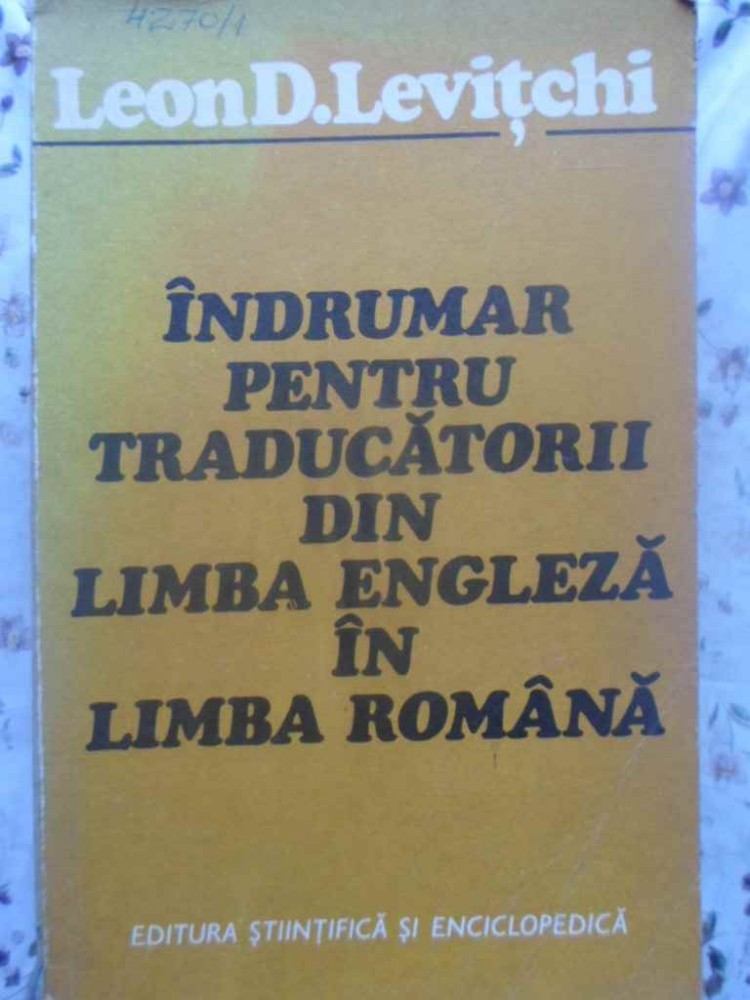 4270/1
Leon D. Levițchi
ÎNDRUMAR
PENTRU
TRADUCĂTORII
DIN
LIMBA ENGLEZĂ
ÎN
LIMBA ROMÂNĂ
EDITURA ȘTIINȚIFICĂ ȘI ENCICLOPEDICĂ